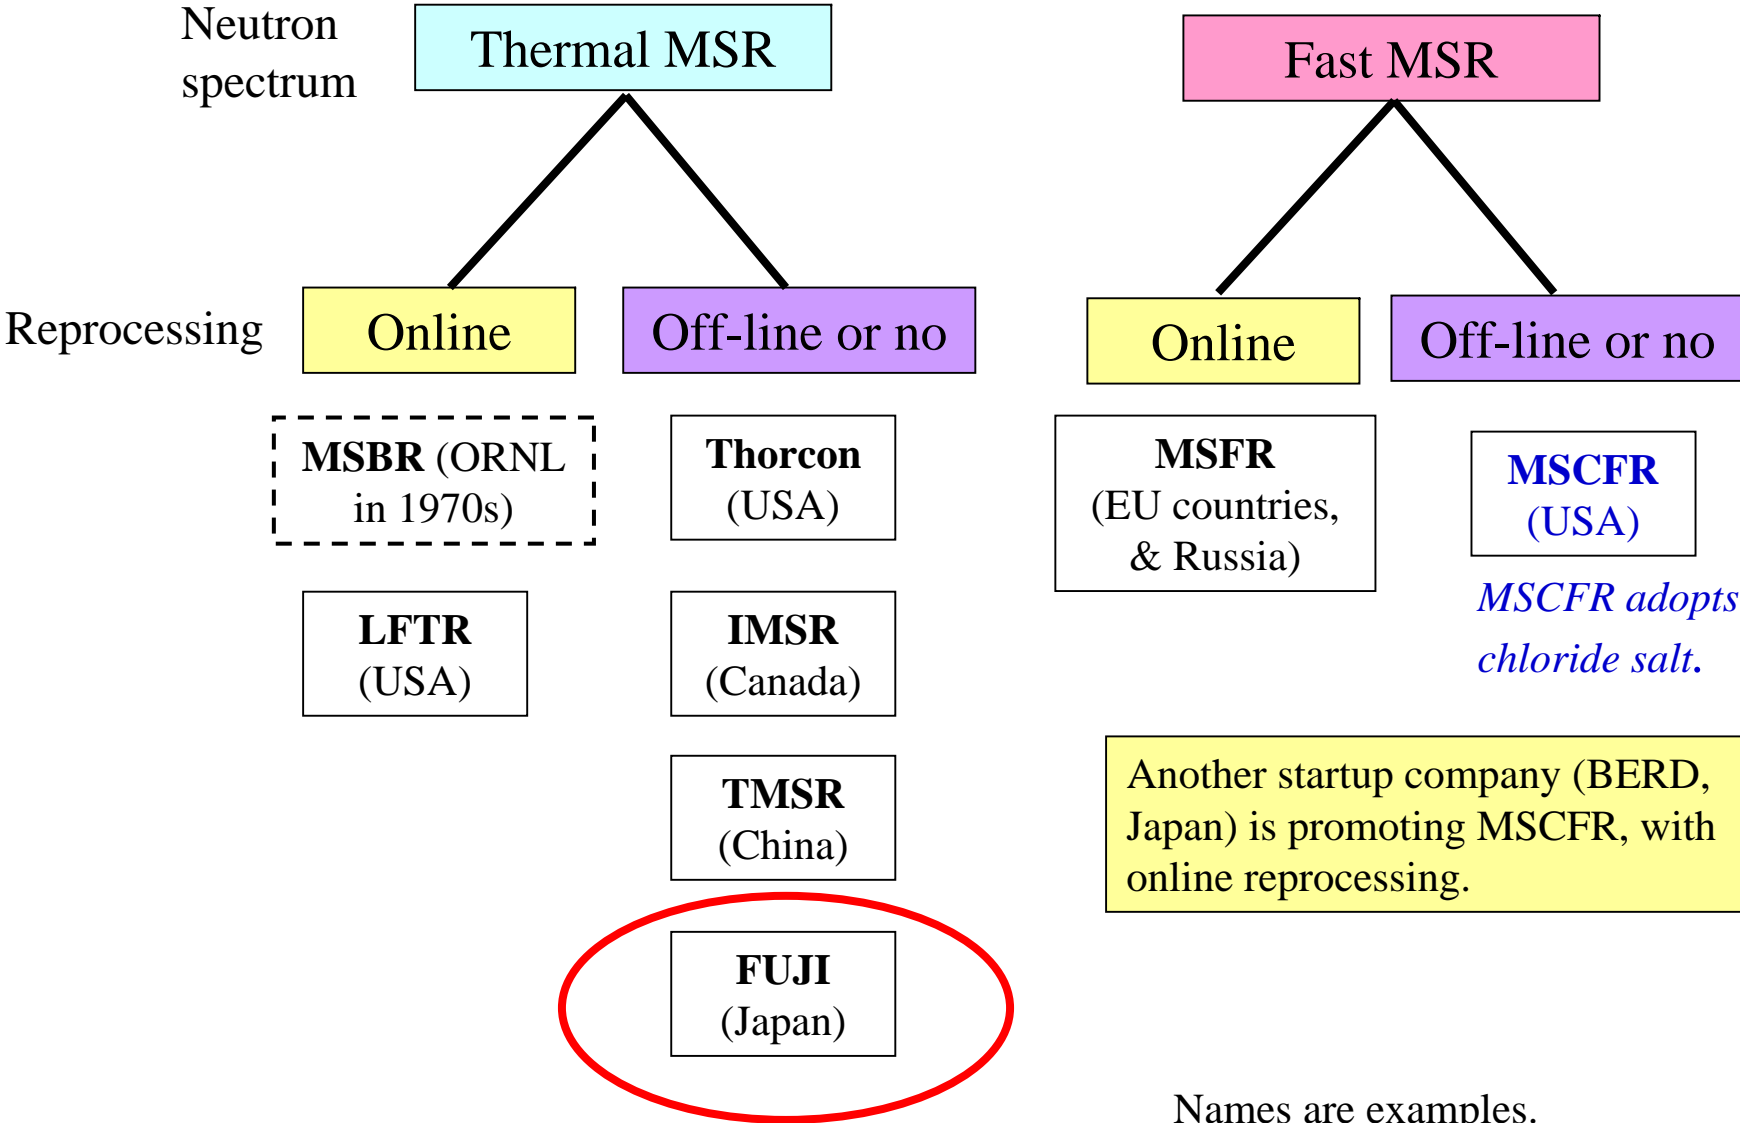 Neutron
spectrum
Thermal MSR
Fast MSR
Reprocessing
Online
Off-line or no
Online
Off-line or no
MSBR (ORNL
in 1970s)
Thorcon
(USA)
MSFR
(EU countries,
& Russia)
MSCFR
(USA)
MSCFR adopts
chloride salt.
LFTR
(USA)
IMSR
(Canada)
TMSR
(China)
Another startup company (BERD,
Japan) is promoting MSCFR, with
online reprocessing.
FUJI
(Japan)
Names are examples.